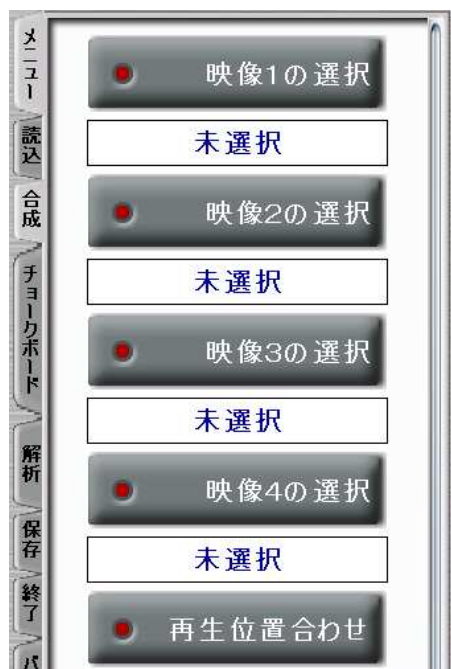 メニュー
読込
合成
チョークボード
解析
保存
終了
パ
映像1の選択
未選択
映像2の選択
未選択
映像3の選択
未選択
映像4の選択
未選択
再生位置合わせ